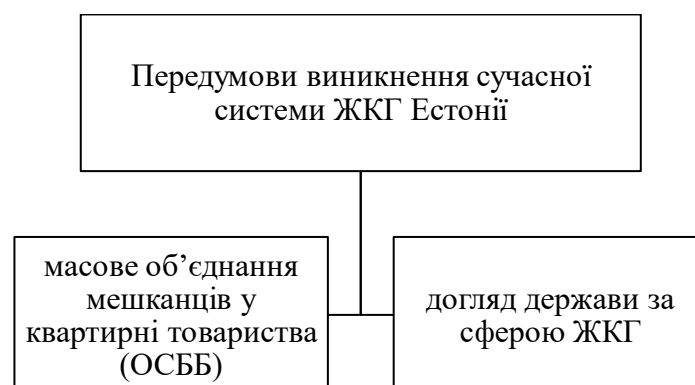 Передумови виникнення сучасної
системи ЖКГ Естонії
масове об’єднання
мешканців у
квартирні товариства
(ОСББ)
догляд держави за
сферою ЖКГ